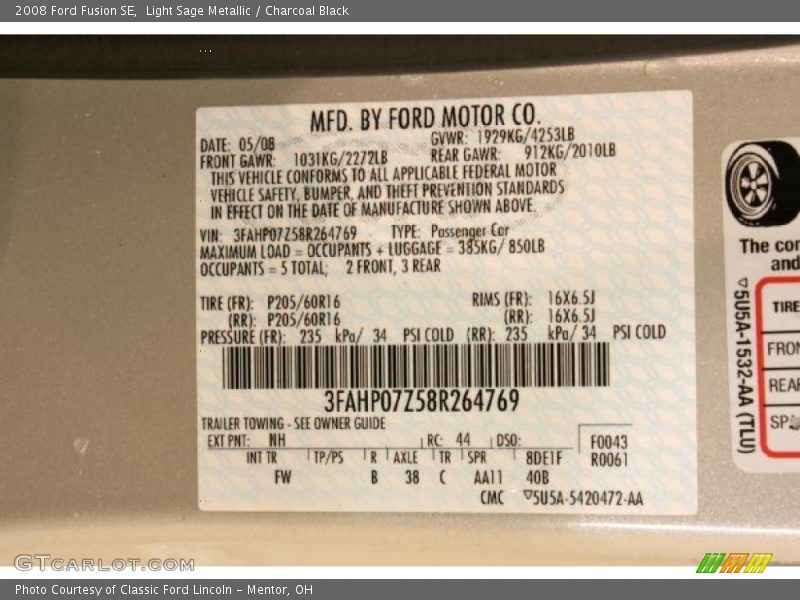 2008 Ford Fusion SE,  Light Sage Metallic / Charcoal Black
MFD. BY FORD MOTOR CO.
DATE: 05/08 GVWR: 1929KG/4253LB
FRONT GAWR: 1031KG/2272LB REAR GAWR: 912KG/2010LB
THIS VEHICLE CONFORMS TO ALL APPLICABLE FEDERAL MOTOR
VEHICLE SAFETY, BUMPER, AND THEFT PREVENTION STANDARDS
IN EFFECT ON THE DATE OF MANUFACTURE SHOWN ABOVE.
VIN: 3FAHP07Z58R264769 TYPE: Passenger Car
MAXIMUM LOAD = OCCUPANTS + LUGGAGE = 385KG/ 850LB
OCCUPANTS = 5 TOTAL; 2 FRONT, 3 REAR
TIRE (FR): P205/60R16 RIMS (FR): 16X6.5J
(RR): P205/60R16 (RR): 16X6.5J
PRESSURE (FR): 235 kPa/ 34 PSI COLD (RR): 235 kPa/ 34 PSI COLD
3FAHP07Z58R264769
TRAILER TOWING - SEE OWNER GUIDE
EXT PNT: NH RC: 44 DSO: F0043
INT TR TP/PS R AXLE TR SPR 8DE1F R0061
FW B 38 C AA11 40B
CMC ▽5U5A-5420472-AA
The con
and
▽5U5A-1532-AA (TLU)
TIRE
FRON
REAR
SP
GTCARLOT.COM
Photo Courtesy of Classic Ford Lincoln - Mentor, OH